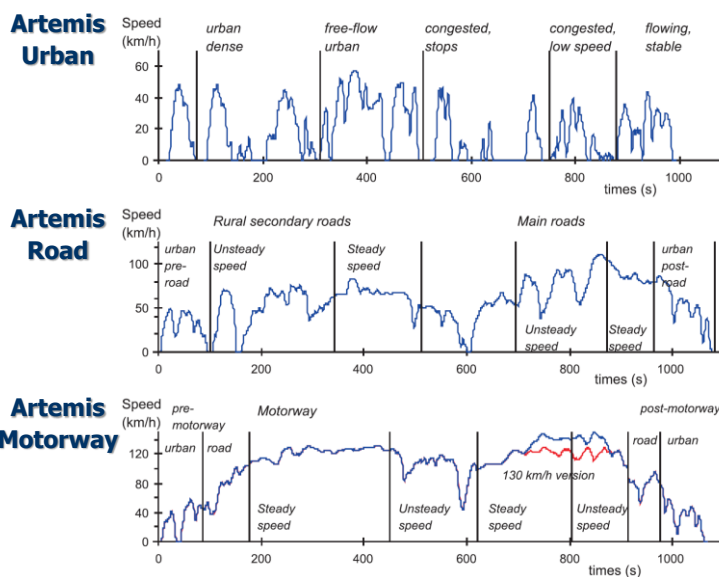 Artemis
Urban
Speed
(km/h)
urban
dense
free-flow
urban
congested,
stops
congested,
low speed
flowing,
stable
60
40
20
0
0 200 400 600 800 1000
times (s)
Artemis
Road
Speed
(km/h)
Rural secondary roads
Main roads
urban
pre-
road
Unsteady
speed
Steady
speed
urban
post-
road
Unsteady
speed
Steady
speed
100
50
0
0 200 400 600 800 1000
times (s)
Artemis
Motorway
Speed
(km/h)
pre-
motorway
Motorway
post-motorway
urban
road
road
urban
130 km/h version
Steady
speed
Unsteady
speed
Steady
speed
Unsteady
speed
120
80
40
0
0 200 400 600 800 1000
times (s)